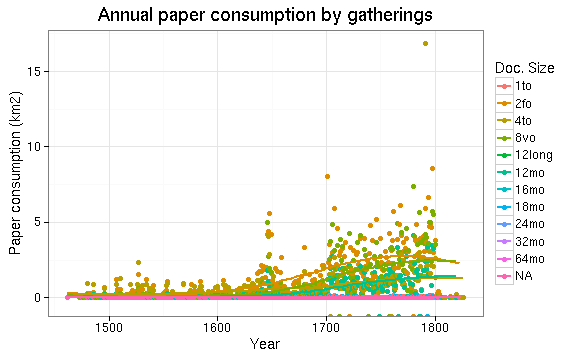 Annual paper consumption by gatherings
Paper consumption (km2)
15
10
5
0
1500
1600
1700
1800
Year
Doc. Size
1to
2fo
4to
8vo
12long
12mo
16mo
18mo
24mo
32mo
64mo
NA